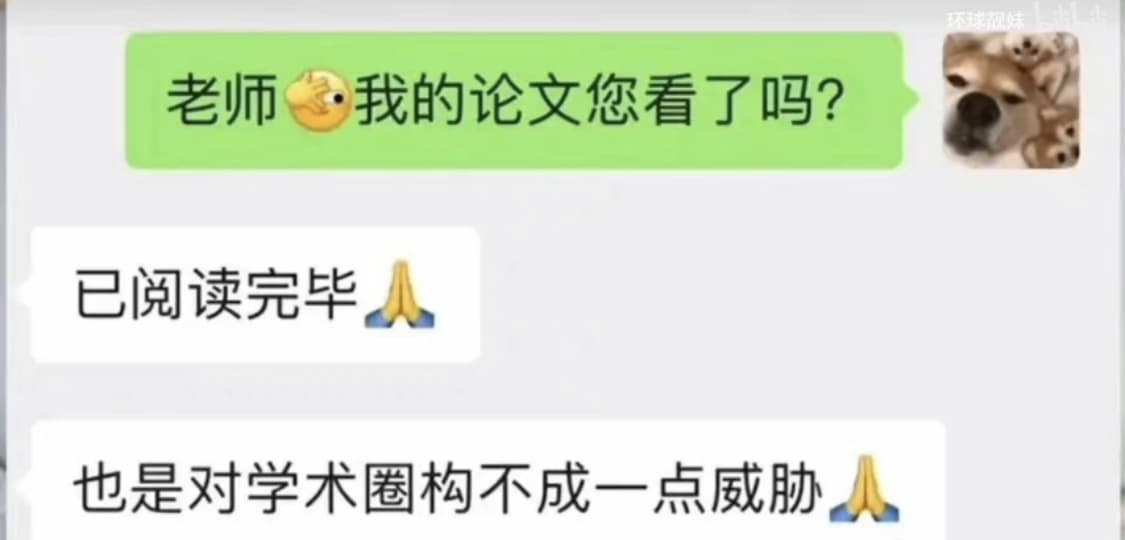 环球靓妹 bilibili
老师🫣我的论文您看了吗?
已阅读完毕🙏
也是对学术圈构不成一点威胁🙏